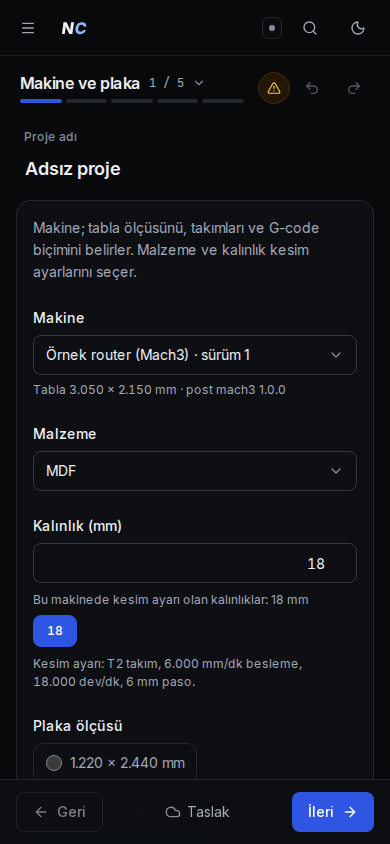 NC
Makine ve plaka 1 / 5
Proje adı
Adsız proje
Makine; tabla ölçüsünü, takımları ve G-code
biçimini belirler. Malzeme ve kalınlık kesim
ayarlarını seçer.
Makine
Örnek router (Mach3) · sürüm 1
Tabla 3.050 × 2.150 mm · post mach3 1.0.0
Malzeme
MDF
Kalınlık (mm)
18
Bu makinede kesim ayarı olan kalınlıklar: 18 mm
18
Kesim ayarı: T2 takım, 6.000 mm/dk besleme,
18.000 dev/dk, 6 mm paso.
Plaka ölçüsü
1.220 × 2.440 mm
Geri
Taslak
İleri